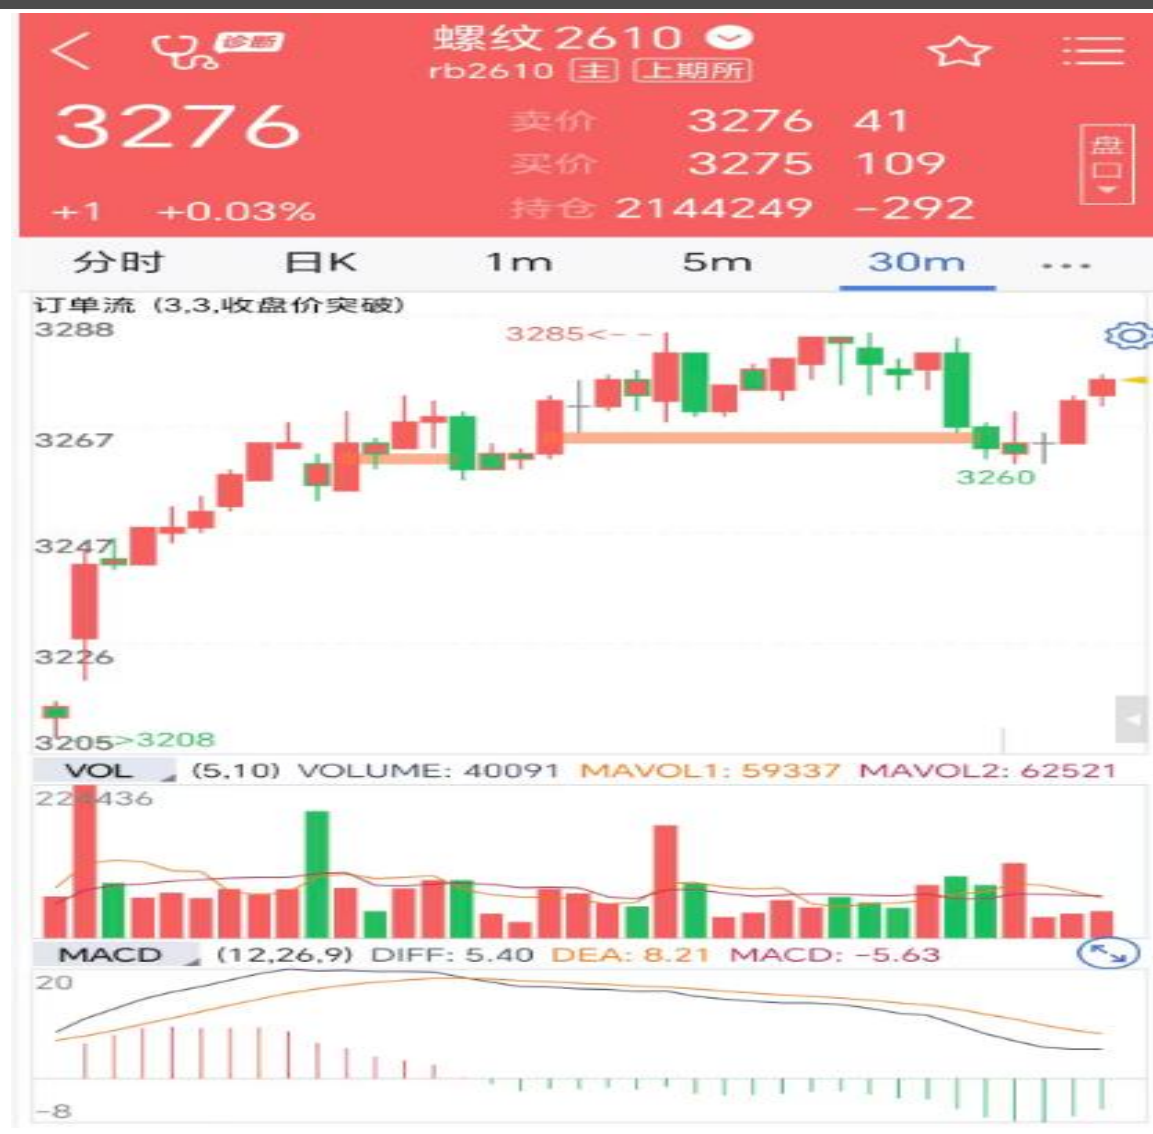 诊断
螺纹 2610
rb2610 主 上期所
3276 卖价 3276 41
买价 3275 109
+1 +0.03% 持仓 2144249 -292
盘口
分时 日K 1m 5m 30m ...
订单流 (3,3,收盘价突破)
3288
3285<---
3267
3260
3247
3226
3205
>3208
VOL (5,10) VOLUME: 40091 MAVOL1: 59337 MAVOL2: 62521
224436
MACD (12,26,9) DIFF: 5.40 DEA: 8.21 MACD: -5.63
20
-8